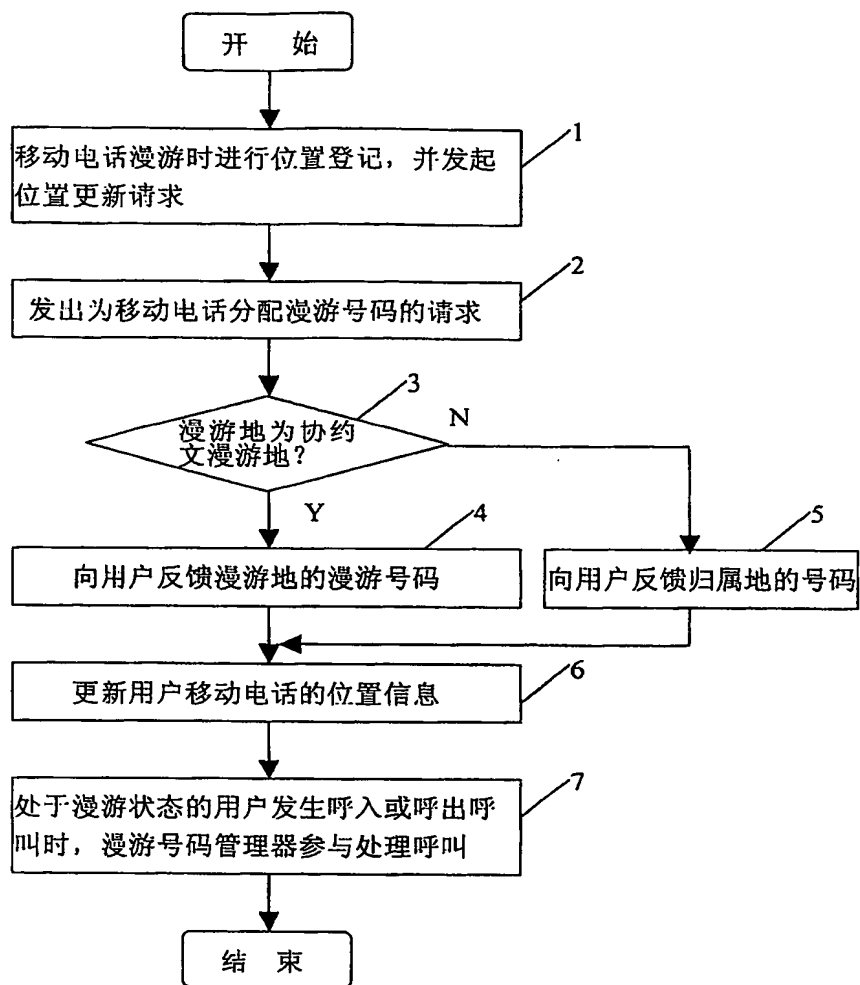 开 始
移动电话漫游时进行位置登记，并发起
位置更新请求
1
发出为移动电话分配漫游号码的请求
2
漫游地为协约
文漫游地？
3
N
Y
向用户反馈漫游地的漫游号码
4
向用户反馈归属地的号码
5
更新用户移动电话的位置信息
6
处于漫游状态的用户发生呼入或呼出呼
叫时，漫游号码管理器参与处理呼叫
7
结 束